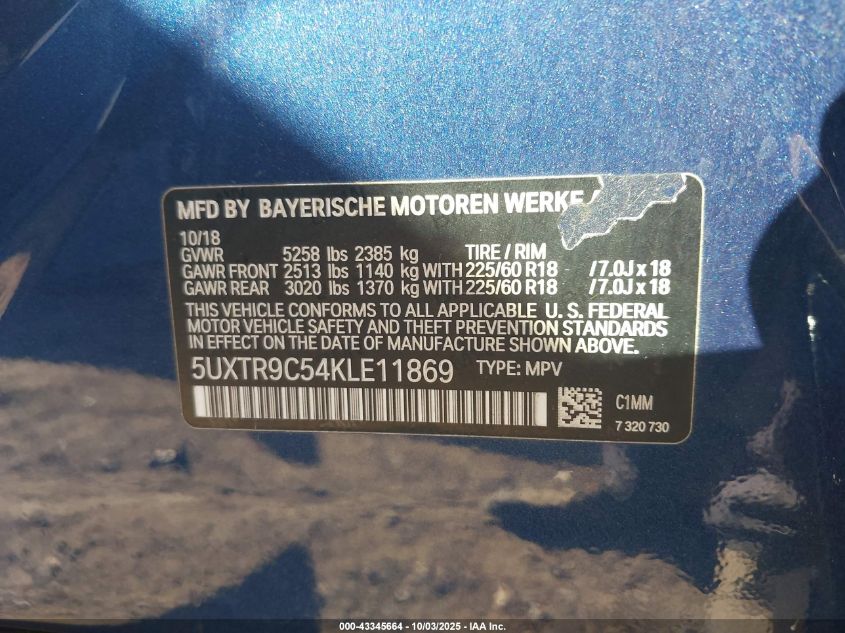 MFD BY BAYERISCHE MOTOREN WERKE
10/18
GVWR 5258 lbs 2385 kg TIRE / RIM
GAWR FRONT 2513 lbs 1140 kg WITH 225/60 R18 / 7.0J x 18
GAWR REAR 3020 lbs 1370 kg WITH 225/60 R18 / 7.0J x 18
THIS VEHICLE CONFORMS TO ALL APPLICABLE U. S. FEDERAL
MOTOR VEHICLE SAFETY AND THEFT PREVENTION STANDARDS
IN EFFECT ON THE DATE OF MANUFACTURE SHOWN ABOVE.
5UXTR9C54KLE11869 TYPE: MPV
C1MM
7 320 730
000-43345664 - 10/03/2025 - IAA Inc.